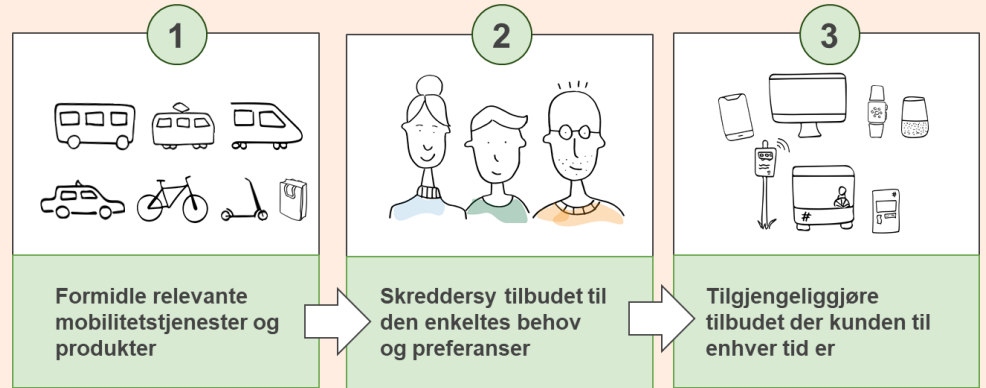 1
2
3
#
#
Formidle relevante
mobilitetstjenester og
produkter
Skreddersy tilbudet til
den enkeltes behov
og preferanser
Tilgjengeliggjøre
tilbudet der kunden til
enhver tid er